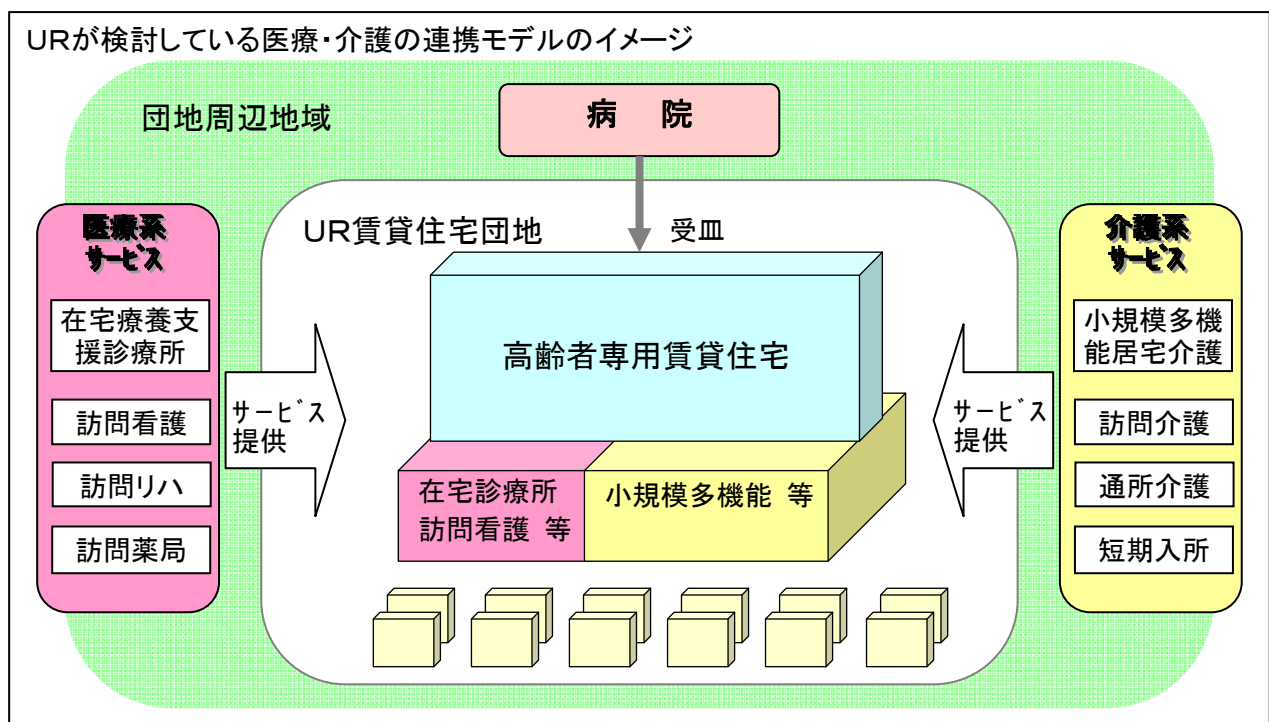 URが検討している医療・介護の連携モデルのイメージ
団地周辺地域
病　院
UR賃貸住宅団地
受皿
医療系
サービス
在宅療養支
援診療所
訪問看護
訪問リハ
訪問薬局
サービス
提供
高齢者専用賃貸住宅
在宅診療所
訪問看護 等
小規模多機能 等
サービス
提供
介護系
サービス
小規模多機
能居宅介護
訪問介護
通所介護
短期入所